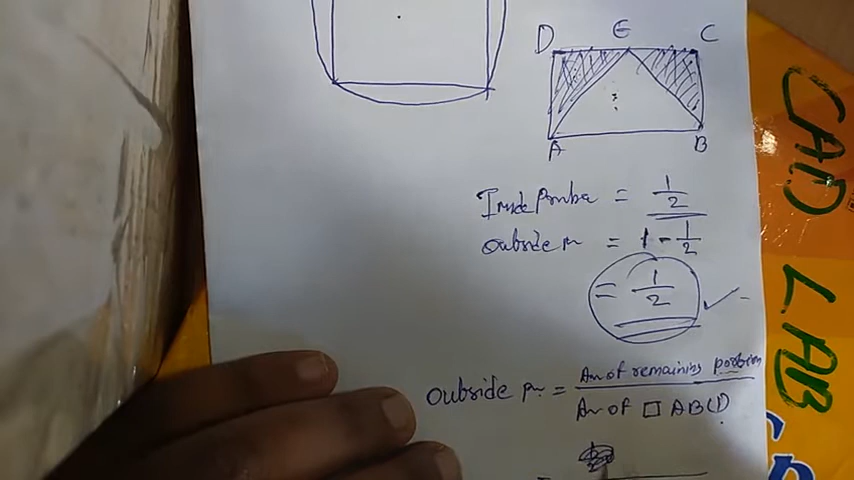 D E C
A B
Inside Proba = 1/2
Outside Pr = 1 - 1/2
= 1/2 ✓
Outside Pr. = Ar. of remaining portion / Ar. of □ ABCD
=
CAD LAB